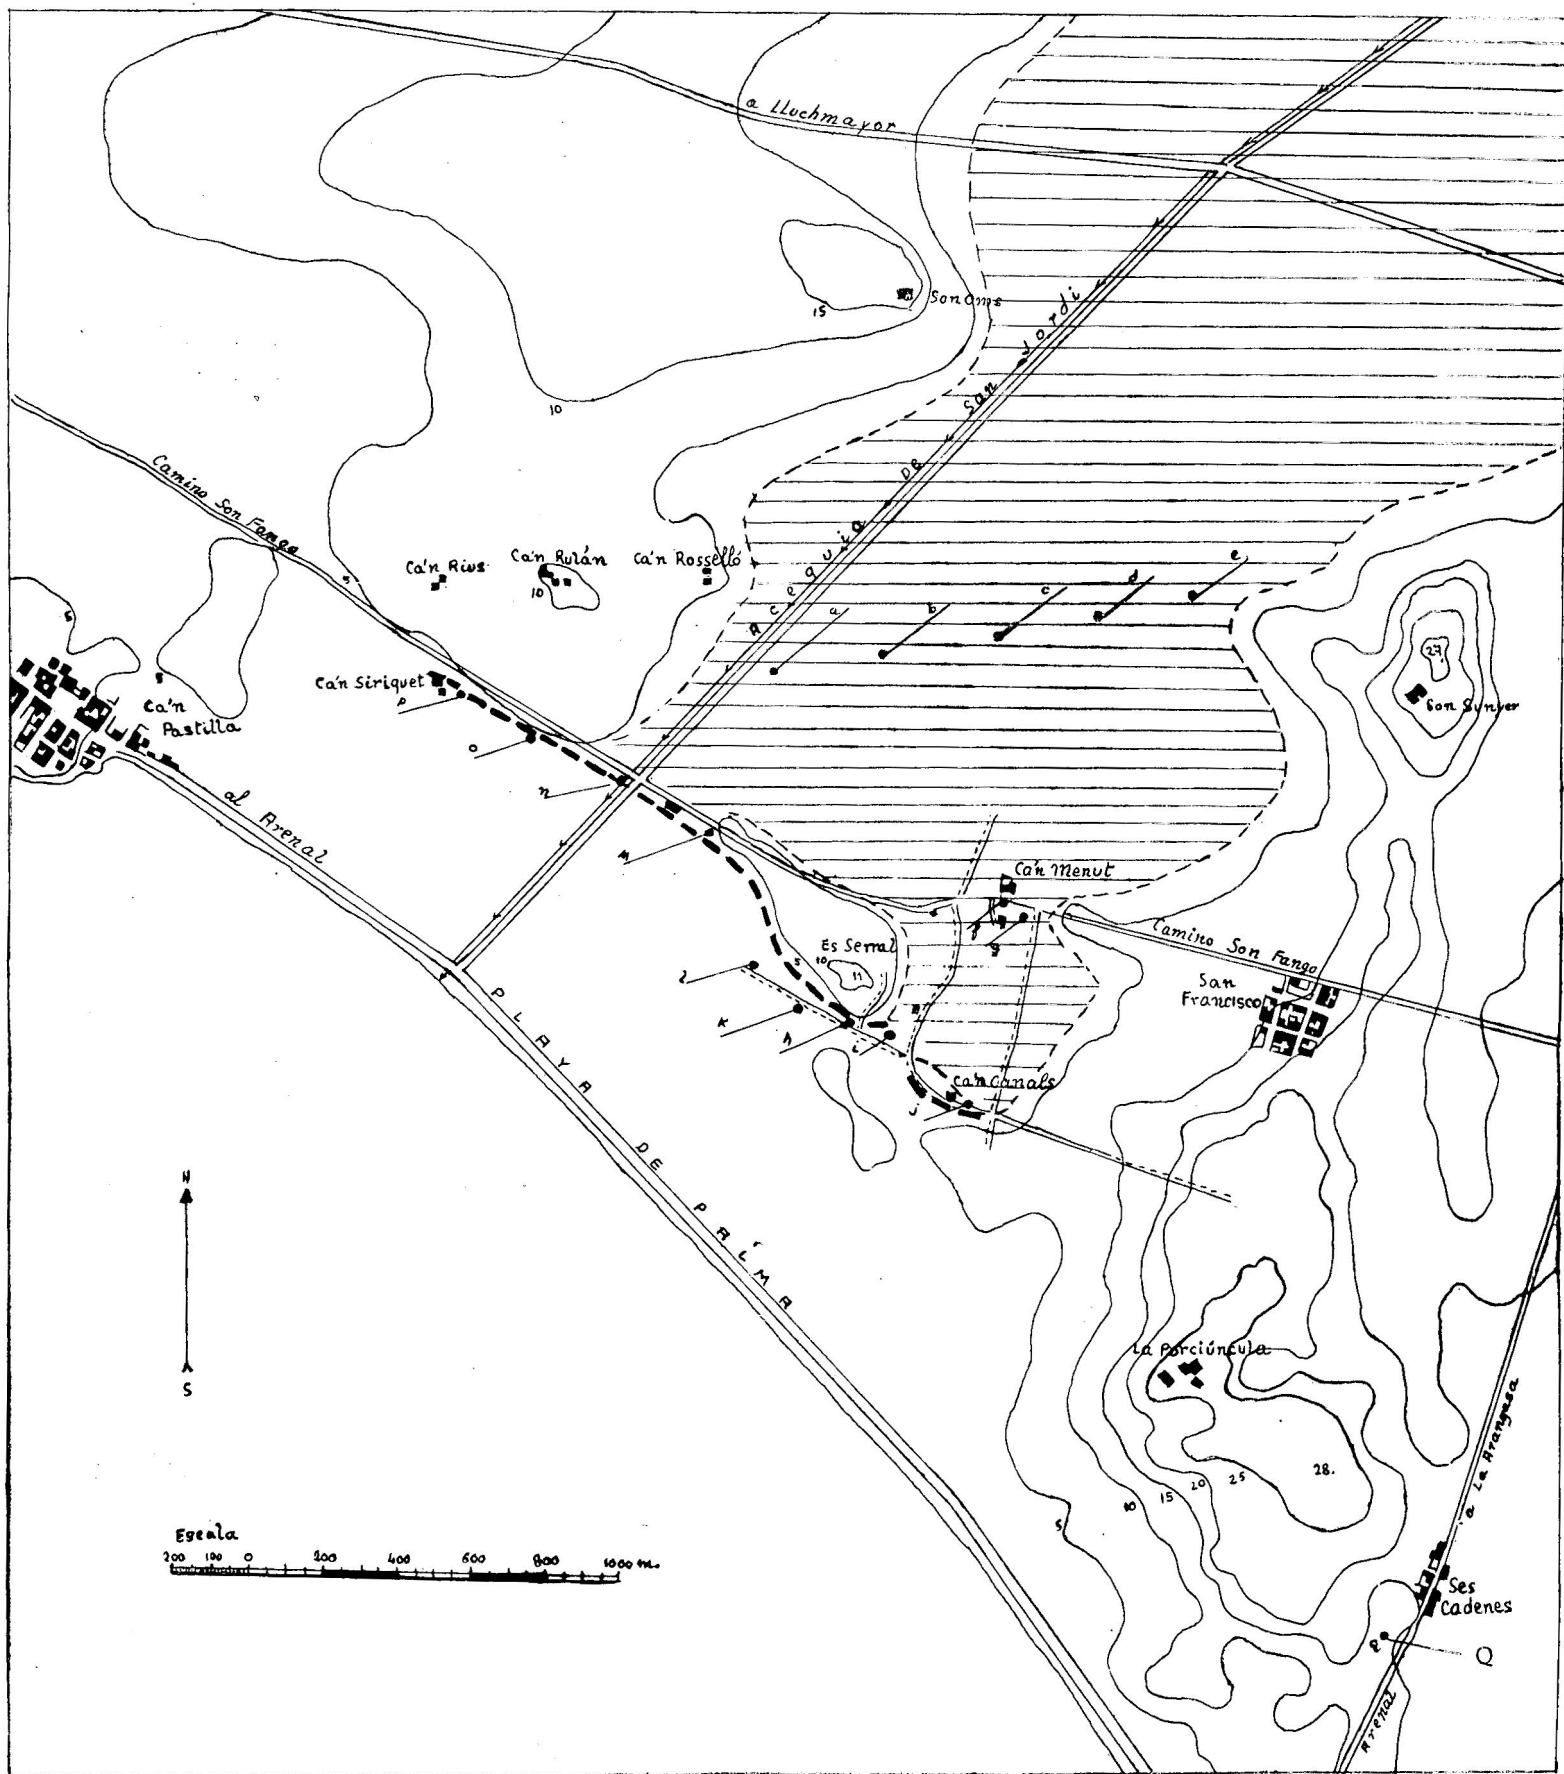 a Lluchmayor
Son Oms
15
Acequia DE San Jordi
10
Camino Son Fango
Ca'n Rius
Ca'n Rulán
10
Ca'n Rosselló
5
a
b
c
d
e
27
Son Sunyer
Ca'n Siriquet
P
Ca'n
Pastilla
5
O
n
M
al Arenal
Ca'n Menut
f
g
Camino Son Fango
San
Francisco
Es Serral
10
11
5
l
K
h
i
Ca'n Canals
j
PLAYA DE PALMA
N
S
La Porciúncula
28.
25
20
15
10
5
a La Aranjasa
Ses
Cadenes
Q
Arenal
Escala
200 100 0 200 400 600 800 1000 m.